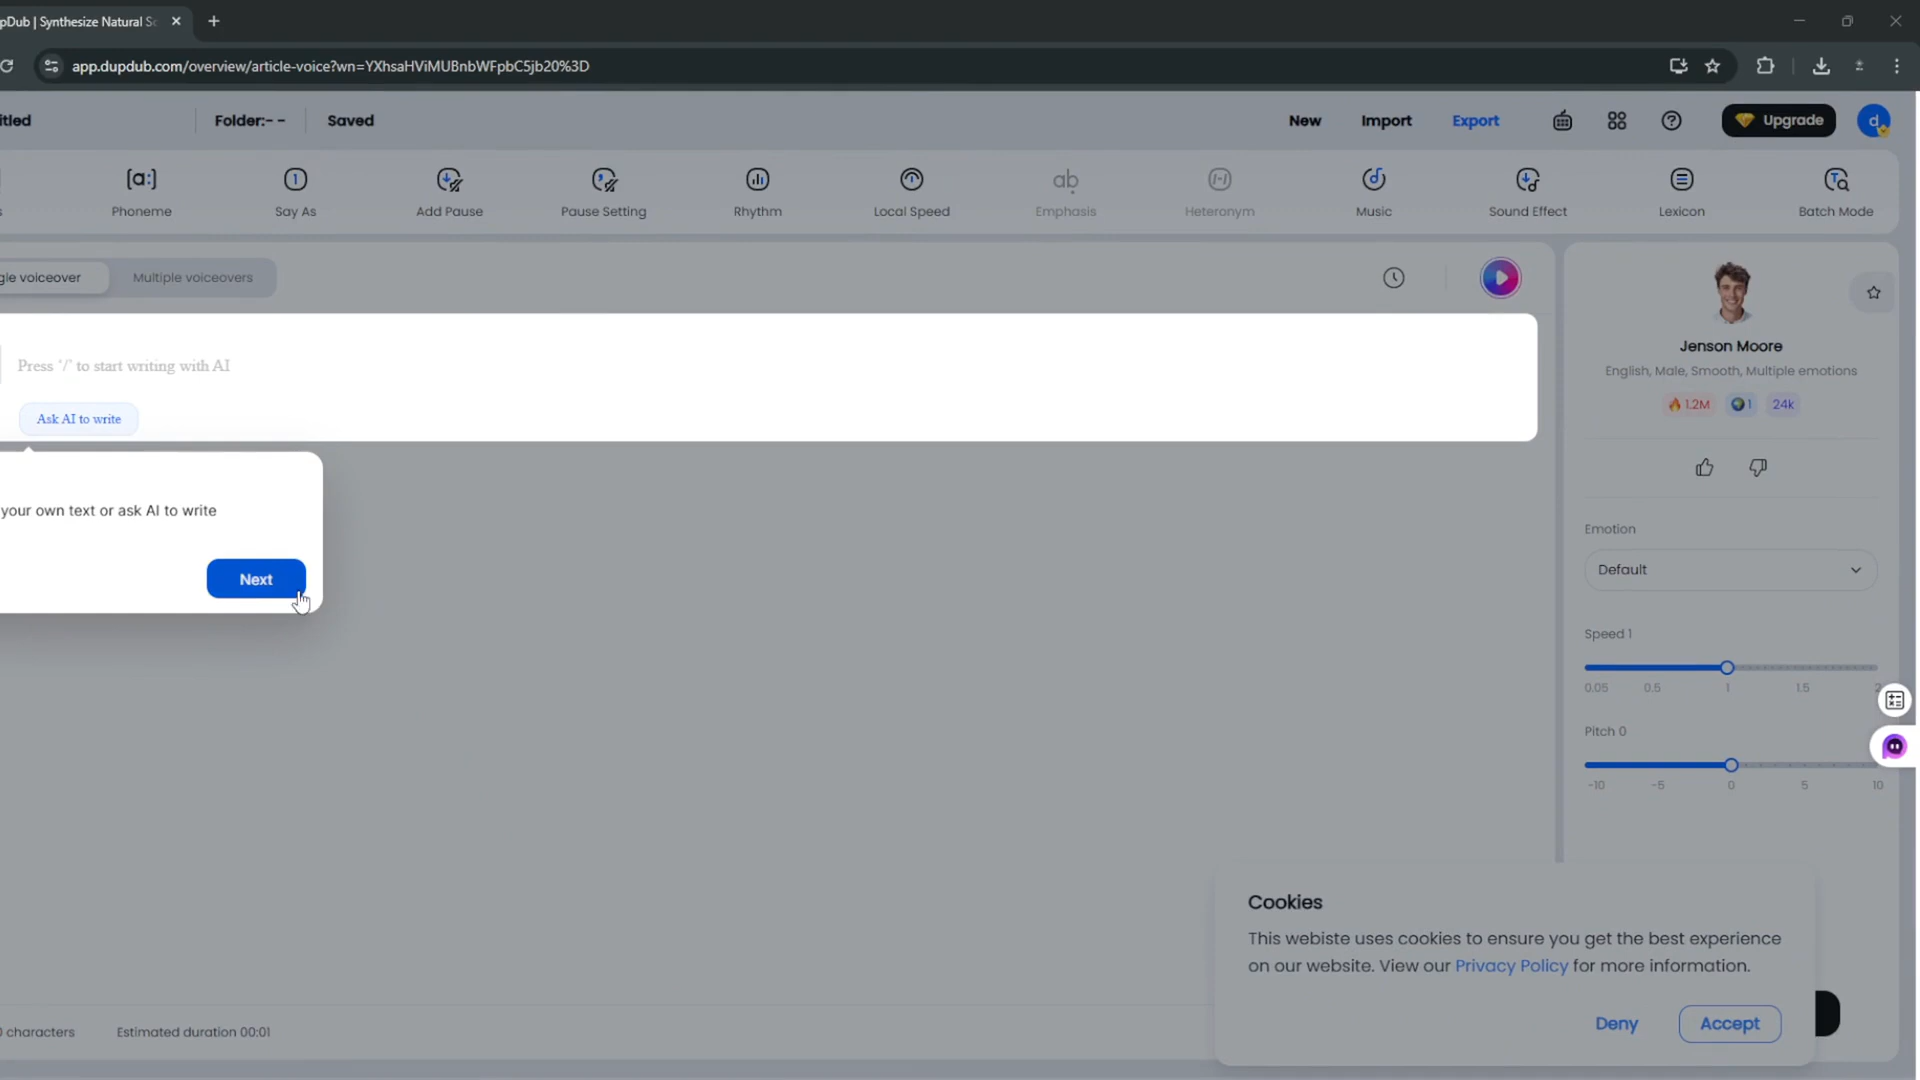 pDub | Synthesize Natural
app.dupdub.com/overview/article-voice?wn=YXhsaHViMUBnbWFpbC5jb20%3D
itled
Folder:- -
Saved
New
Import
Export
Upgrade
d
Phoneme
Say As
Add Pause
Pause Setting
Rhythm
Local Speed
Emphasis
Heteronym
Music
Sound Effect
Lexicon
Batch Mode
gle voiceover
Multiple voiceovers
Press '/' to start writing with AI
Ask AI to write
your own text or ask AI to write
Next
Jenson Moore
English, Male, Smooth, Multiple emotions
1.2M
1
24k
Emotion
Default
Speed 1
0.05 0.5 1 1.5 2
Pitch 0
-10 -5 0 5 10
Cookies
This webiste uses cookies to ensure you get the best experience
on our website. View our Privacy Policy for more information.
Deny
Accept
characters
Estimated duration 00:01